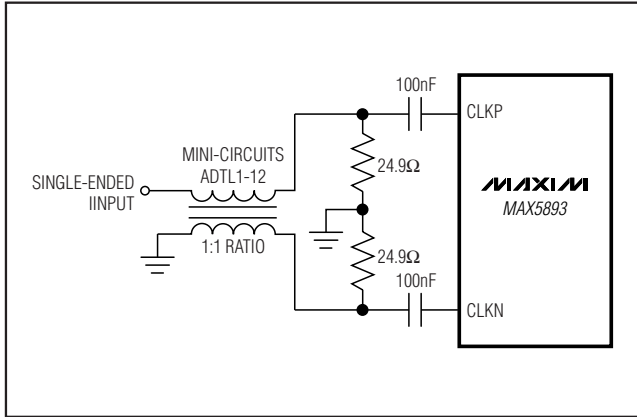 100nF
CLKP
MINI-CIRCUITS
ADTL1-12
24.9Ω
SINGLE-ENDED
IINPUT
MAXIM
MAX5893
1:1 RATIO
24.9Ω
100nF
CLKN